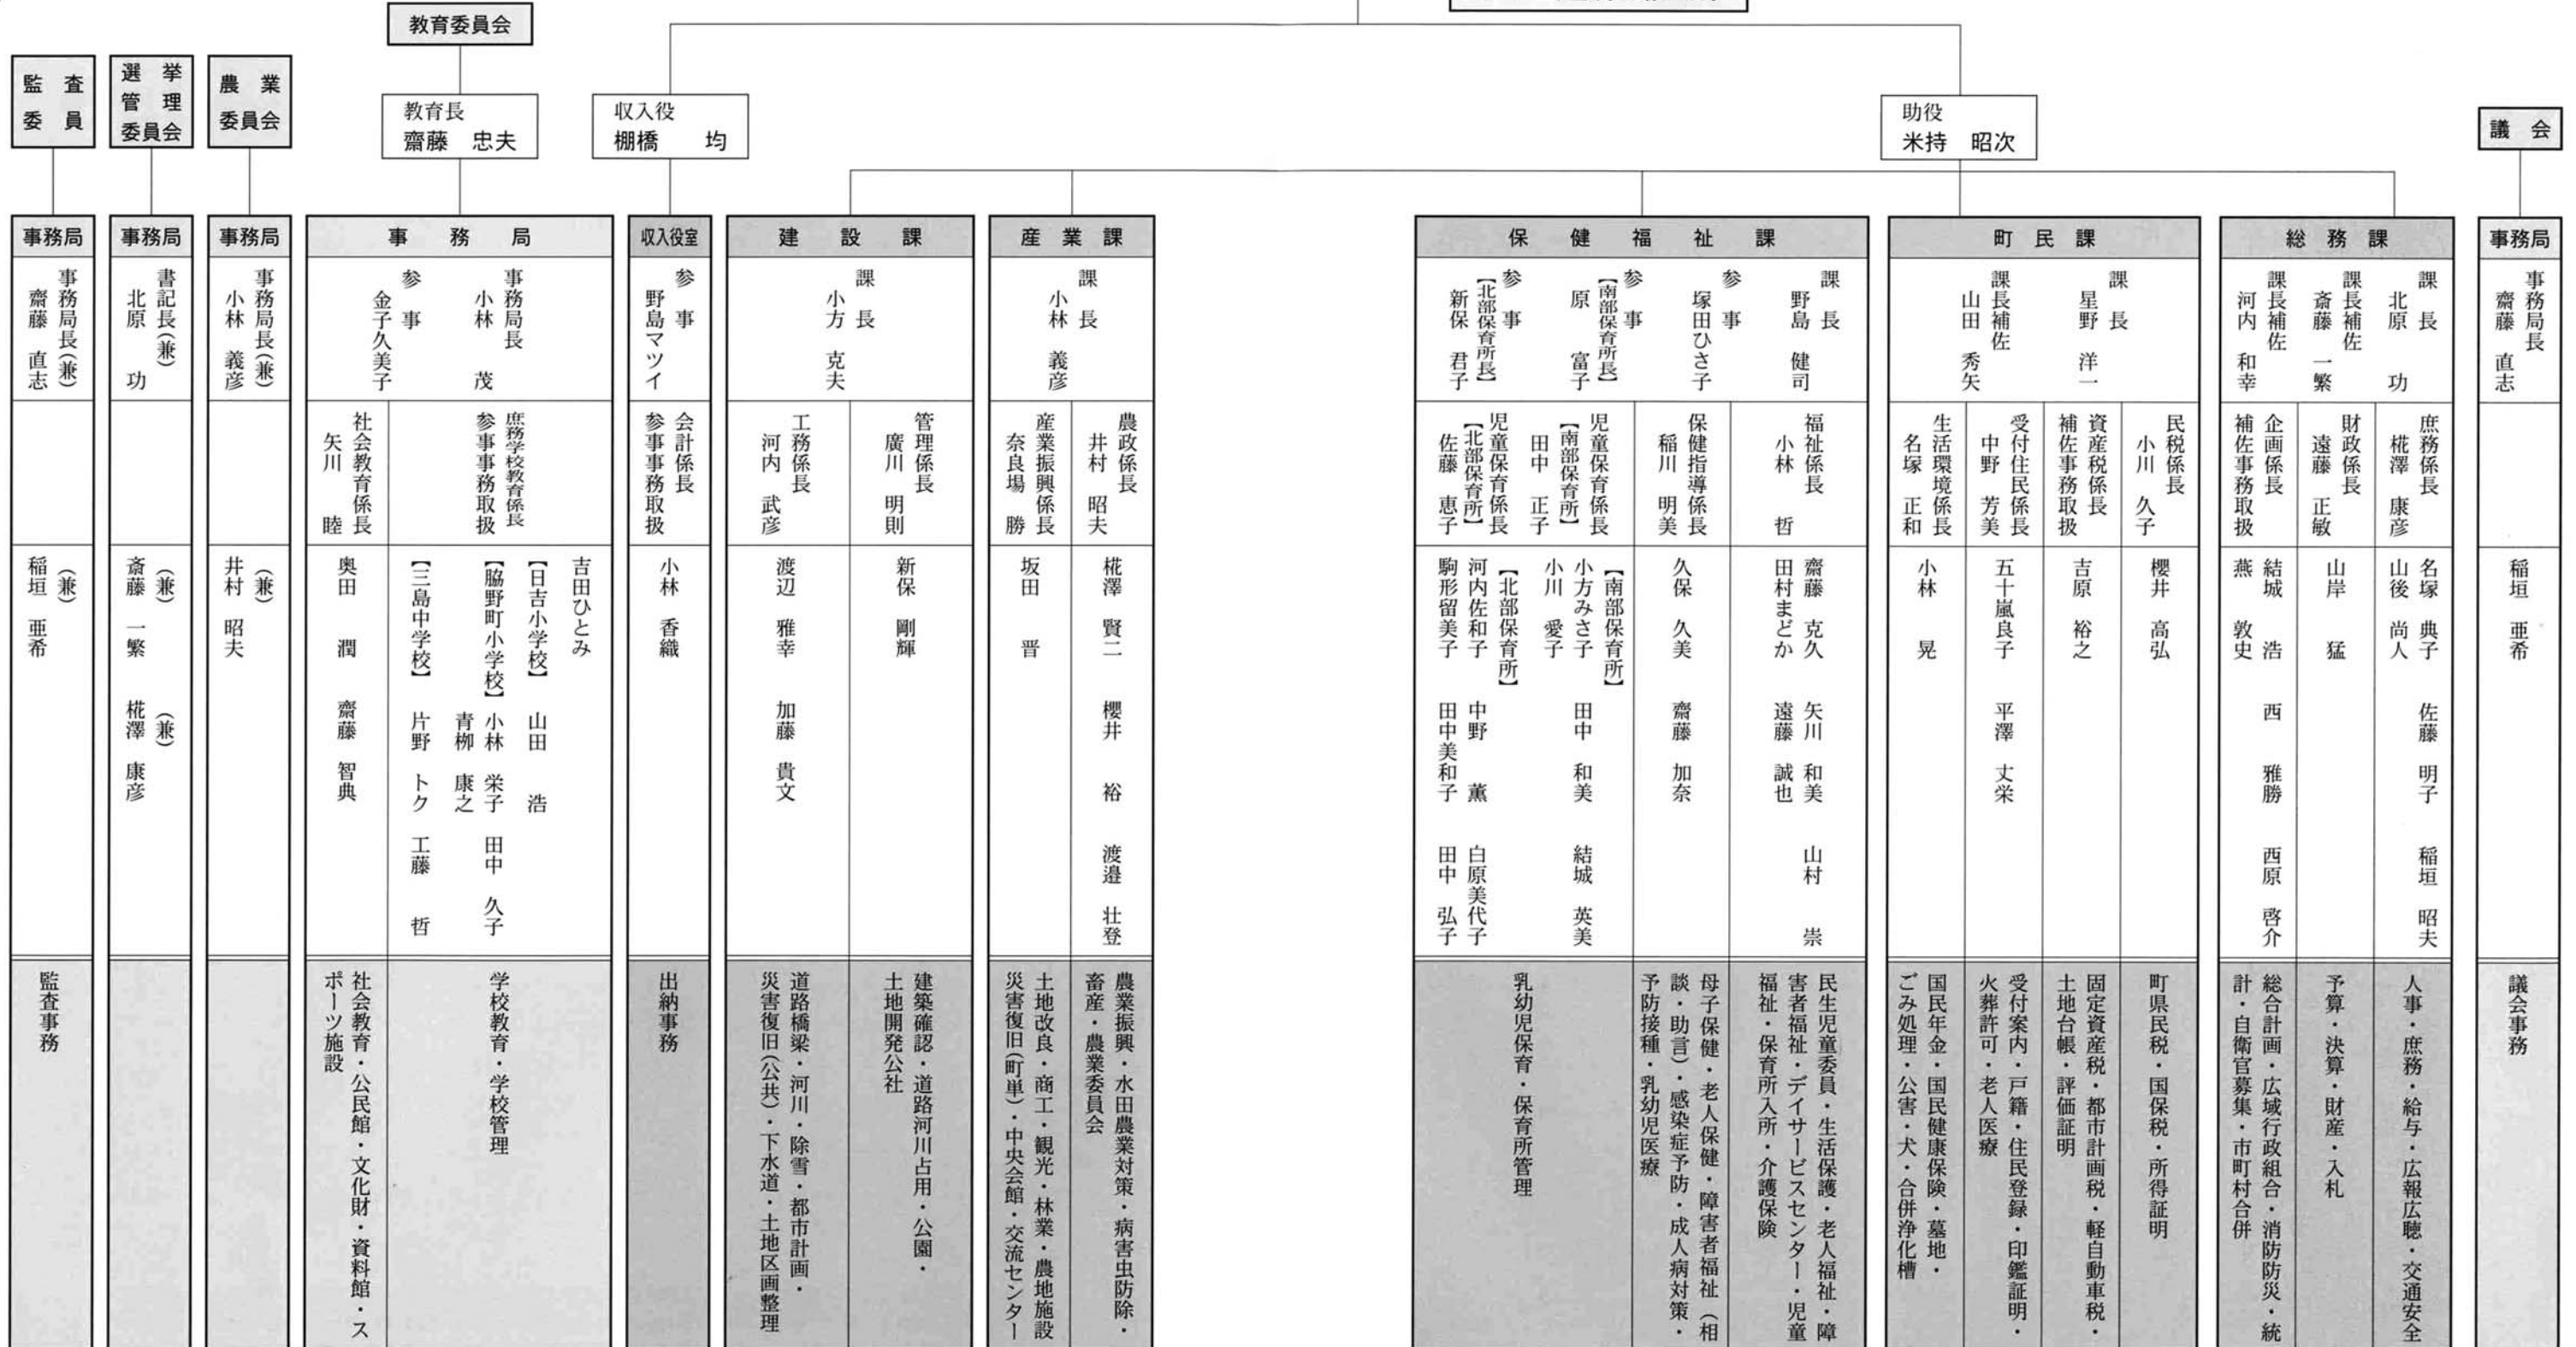 教育委員会
教育長
齋藤　忠夫
収入役
棚橋　　均
助役
米持　昭次
議　会
事務局
事務局長
齋藤　直志
稲垣　亜希
議会事務
総　務　課
課　長
北原　　功
課長補佐
斎藤　一繁
課長補佐
河内　和幸
庶務係長
椛澤　康彦
財政係長
遠藤　正敏
企画係長
補佐事務取扱
名塚　典子　佐藤　明子　稲垣　昭夫
山後　尚人
山岸　　猛
結城　　浩　西　　雅勝　西原　啓介
燕　　敦史
人事・庶務・給与・広報広聴・交通安全
予算・決算・財産・入札
総合計画・広域行政組合・消防防災・統
計・自衛官募集・市町村合併
町　民　課
課　長
星野　洋一
課長補佐
山田　秀矢
民税係長
小川　久子
資産税係長
補佐事務取扱
受付住民係長
中野　芳美
生活環境係長
名塚　正和
櫻井　高弘
吉原　裕之
五十嵐良子　平澤　丈栄
小林　　晃
町県民税・国保税・所得証明
固定資産税・都市計画税・軽自動車税・
土地台帳・評価証明
受付案内・戸籍・住民登録・印鑑証明・
火葬許可・老人医療
国民年金・国民健康保険・墓地・
ごみ処理・公害・犬・合併浄化槽
保　健　福　祉　課
課　長
野島　健司
参　事
塚田ひさ子
参　事
【南部保育所長】
原　　富子
参　事
【北部保育所長】
新保　君子
福祉係長
小林　　哲
保健指導係長
稲川　明美
児童保育係長
【南部保育所】
田中　正子
児童保育係長
【北部保育所】
佐藤　恵子
齋藤　克久　矢川　和美　山村　　崇
田村まどか　遠藤　誠也
久保　久美　齋藤　加奈
【南部保育所】
小方みさ子　田中　和美　結城　英美
小川　愛子
【北部保育所】
河内佐和子　中野　　薫　白原美代子
駒形留美子　田中美和子　田中　弘子
民生児童委員・生活保護・老人福祉・障
害者福祉・デイサービスセンター・児童
福祉・保育所入所・介護保険
母子保健・老人保健・障害者福祉（相
談・助言）・感染症予防・成人病対策・
予防接種・乳幼児医療
乳幼児保育・保育所管理
産　業　課
課　長
小林　義彦
農政係長
井村　昭夫
産業振興係長
奈良場　勝
椛澤　賢二　櫻井　　裕　渡邉　壮登
坂田　　晋
農業振興・水田農業対策・病害虫防除・
畜産・農業委員会
土地改良・商工・観光・林業・農地施設
災害復旧（町単）・中央会館・交流センター
建　設　課
課　長
小方　克夫
管理係長
廣川　明則
工務係長
河内　武彦
新保　剛輝
渡辺　雅幸　加藤　貴文
建築確認・道路河川占用・公園・
土地開発公社
道路橋梁・河川・除雪・都市計画・
災害復旧（公共）・下水道・土地区画整理
収入役室
参　事
野島マツイ
会計係長
参事事務取扱
小林　香織
出納事務
事　務　局
事務局長
小林　　茂
参　事
金子久美子
庶務学校教育係長
参事事務取扱
社会教育係長
矢川　　睦
吉田ひとみ
【日吉小学校】　山田　　浩
【脇野町小学校】小林　栄子　田中　久子
青栁　康之
【三島中学校】　片野　トク　工藤　　哲
奥田　　潤　齋藤　智典
学校教育・学校管理
社会教育・公民館・文化財・資料館・ス
ポーツ施設
農　業
委員会
事務局
事務局長（兼）
小林　義彦
（兼）
井村　昭夫
選　挙
管　理
委員会
事務局
書記長（兼）
北原　　功
（兼）　（兼）
斎藤　一繁　椛澤　康彦
監　査
委　員
事務局
事務局長（兼）
齋藤　直志
（兼）
稲垣　亜希
監査事務